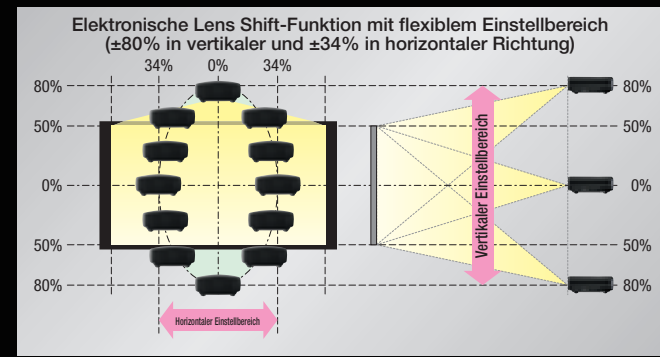 Elektronische Lens Shift-Funktion mit flexiblem Einstellbereich
(±80% in vertikaler und ±34% in horizontaler Richtung)
34% 0% 34%
80% 80%
50% 50%
0% 0%
50% 50%
80% 80%
Vertikaler Einstellbereich
Horizontaler Einstellbereich